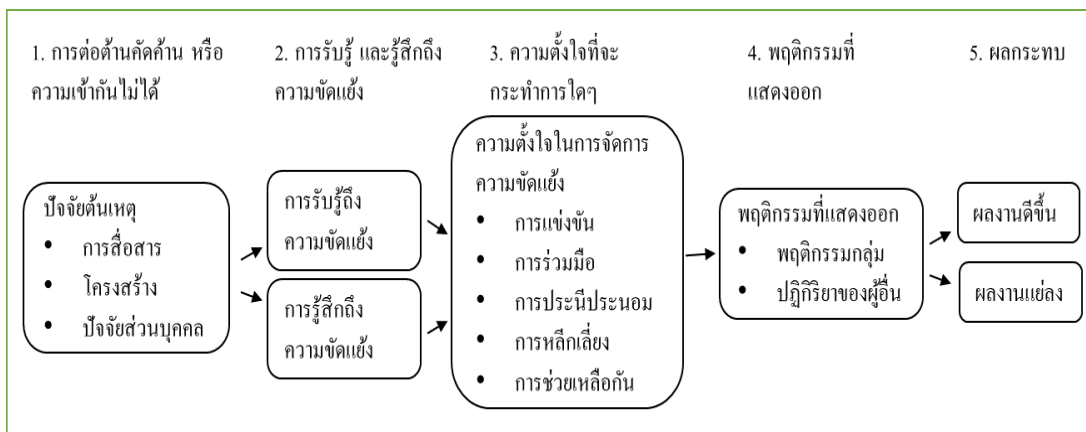 1. การต่อต้านคัดค้าน หรือ
ความเข้ากันไม่ได้
2. การรับรู้ และรู้สึกถึง
ความขัดแย้ง
3. ความตั้งใจที่จะ
กระทำการใดๆ
4. พฤติกรรมที่
แสดงออก
5. ผลกระทบ
ปัจจัยต้นเหตุ
• การสื่อสาร
• โครงสร้าง
• ปัจจัยส่วนบุคคล
การรับรู้ถึง
ความขัดแย้ง
การรู้สึกถึง
ความขัดแย้ง
ความตั้งใจในการจัดการ
ความขัดแย้ง
• การแข่งขัน
• การร่วมมือ
• การประนีประนอม
• การหลีกเลี่ยง
• การช่วยเหลือกัน
พฤติกรรมที่แสดงออก
• พฤติกรรมกลุ่ม
• ปฏิกิริยาของผู้อื่น
ผลงานดีขึ้น
ผลงานแย่ลง